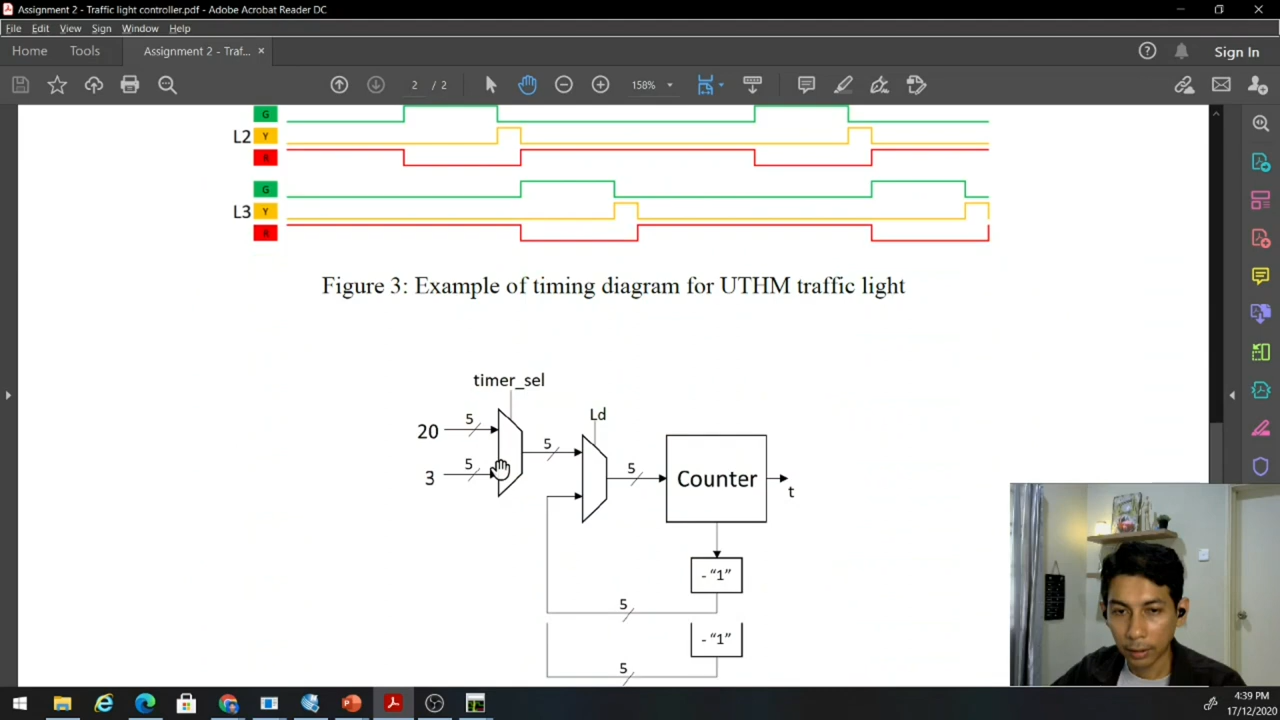 Assignment 2 - Traffic light controller.pdf - Adobe Acrobat Reader DC
File Edit View Sign Window Help
Home Tools Assignment 2 - Traf... × Sign In
2 / 2 158%
G
L2 Y
R
G
L3 Y
R
Figure 3: Example of timing diagram for UTHM traffic light
timer_sel
Ld
20 5
5
3 5
5
Counter
t
- “1”
5
- “1”
5
4:39 PM
17/12/2020